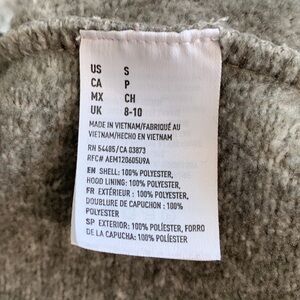 US S
CA P
MX CH
UK 8-10
MADE IN VIETNAM/FABRIQUÉ AU
VIETNAM/HECHO EN VIETNAM
RN 54485/CA 03873
RFC# AEM120605U9A
EN SHELL: 100% POLYESTER,
HOOD LINING: 100% POLYESTER
FR EXTÉRIEUR: 100% POLYESTER,
DOUBLURE DE CAPUCHON : 100%
POLYESTER
SP EXTERIOR: 100% POLIÉSTER, FORRO
DE LA CAPUCHA: 100% POLIÉSTER